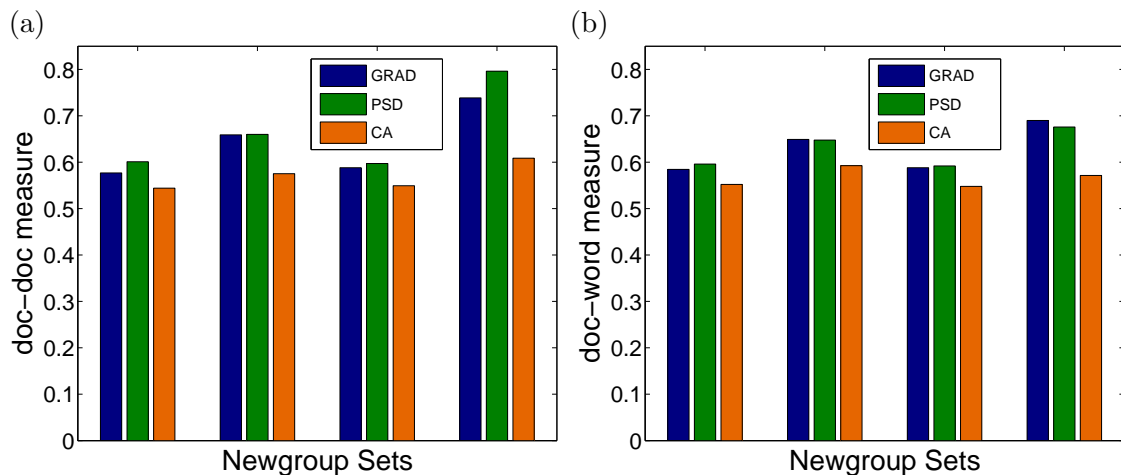 (a)
doc-doc measure
0.8
0.7
0.6
0.5
0.4
0.3
0.2
0.1
0
GRAD
PSD
CA
Newgroup Sets
(b)
doc-word measure
0.8
0.7
0.6
0.5
0.4
0.3
0.2
0.1
0
GRAD
PSD
CA
Newgroup Sets